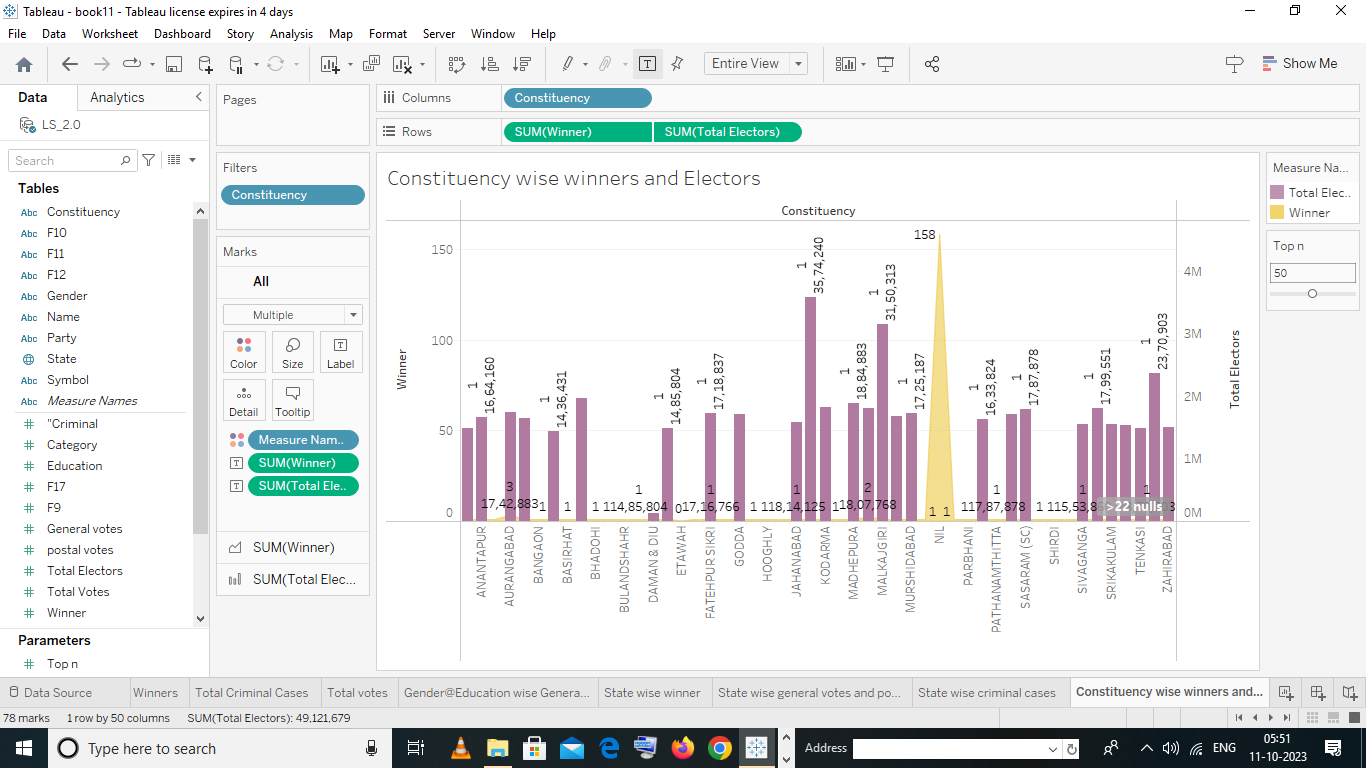 Tableau - book11 - Tableau license expires in 4 days
File Data Worksheet Dashboard Story Analysis Map Format Server Window Help
Entire View
Show Me
Data Analytics
LS_2.0
Search
Tables
Abc Constituency
Abc F10
Abc F11
Abc F12
Abc Gender
Abc Name
Abc Party
State
Abc Symbol
Abc Measure Names
# "Criminal
# Category
# Education
# F17
# F9
# General votes
# postal votes
# Total Electors
# Total Votes
# Winner
Parameters
# Top n
Pages
Filters
Constituency
Marks
All
Multiple
Color Size Label
Detail Tooltip
Measure Nam..
SUM(Winner)
SUM(Total Ele..
SUM(Winner)
SUM(Total Elec...
Columns Constituency
Rows SUM(Winner) SUM(Total Electors)
Constituency wise winners and Electors
Constituency
Winner
150
100
50
0
1
16,64,160
3
17,42,883
1
1
14,36,431
1
1
1
114,85,804
1
14,85,804
0
1
17,18,837
1
17,16,766
1
1
118,14,125
1
35,74,240
1
1
18,84,883
2
18,07,768
1
31,50,313
1
17,25,187
158
1
1
1
16,33,824
1
117,87,878
1
17,87,878
1
1
1
17,99,551
>22 nulls
1
1
23,70,903
4M
3M
2M
1M
0M
Total Electors
ANANTAPUR
AURANGABAD
BANGAON
BASIRHAT
BHADOHI
BULANDSHAHR
DAMAN & DIU
ETAWAH
FATEHPUR SIKRI
GODDA
HOOGHLY
JAHANABAD
KODARMA
MADHEPURA
MALKAJGIRI
MURSHIDABAD
NIL
PARBHANI
PATHANAMTHITTA
SASARAM (SC)
SHIRDI
SIVAGANGA
SRIKAKULAM
TENKASI
ZAHIRABAD
Measure Na...
Total Elec..
Winner
Top n
50
Data Source Winners Total Criminal Cases Total votes Gender@Education wise Genera... State wise winner State wise general votes and po... State wise criminal cases Constituency wise winners and...
78 marks 1 row by 50 columns SUM(Total Electors): 49,121,679
Type here to search
Address
ENG
05:51
11-10-2023